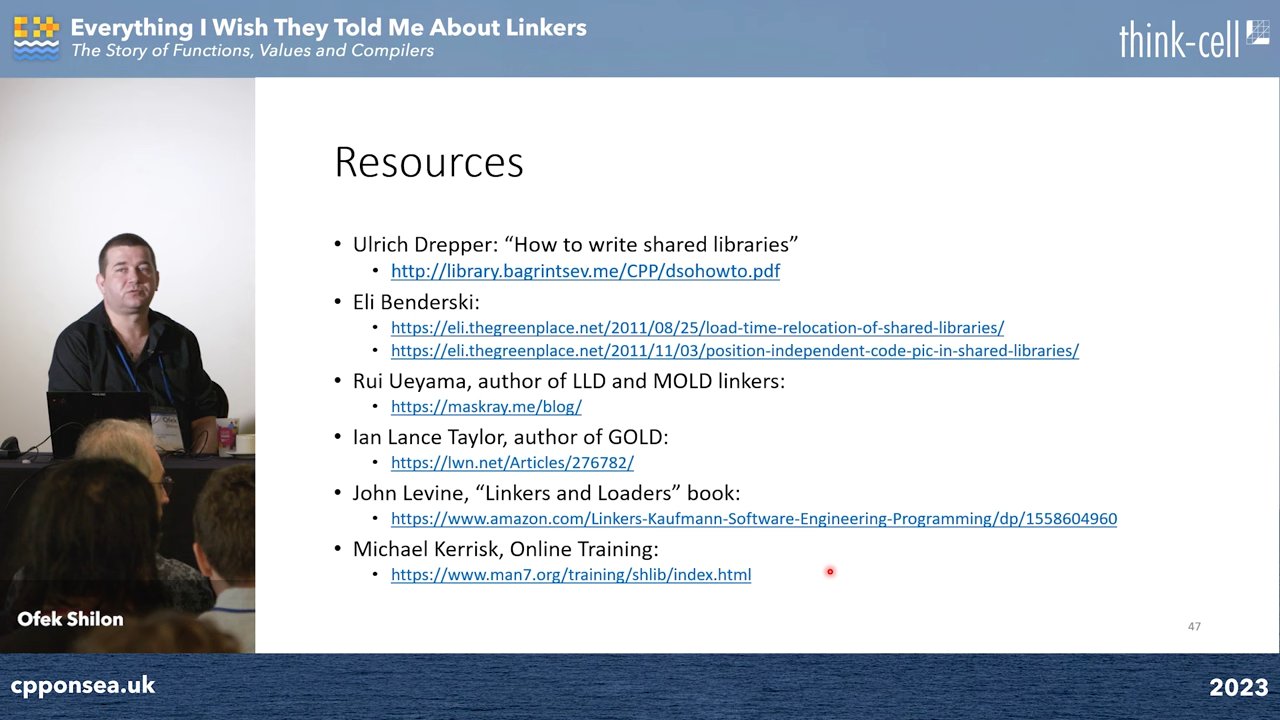 Everything I Wish They Told Me About Linkers
The Story of Functions, Values and Compilers
think-cell
Resources
• Ulrich Drepper: “How to write shared libraries”
• http://library.bagrintsev.me/CPP/dsohowto.pdf
• Eli Benderski:
• https://eli.thegreenplace.net/2011/08/25/load-time-relocation-of-shared-libraries/
• https://eli.thegreenplace.net/2011/11/03/position-independent-code-pic-in-shared-libraries/
• Rui Ueyama, author of LLD and MOLD linkers:
• https://maskray.me/blog/
• Ian Lance Taylor, author of GOLD:
• https://lwn.net/Articles/276782/
• John Levine, “Linkers and Loaders” book:
• https://www.amazon.com/Linkers-Kaufmann-Software-Engineering-Programming/dp/1558604960
• Michael Kerrisk, Online Training:
• https://www.man7.org/training/shlib/index.html
47
Ofek Shilon
cpponsea.uk
2023